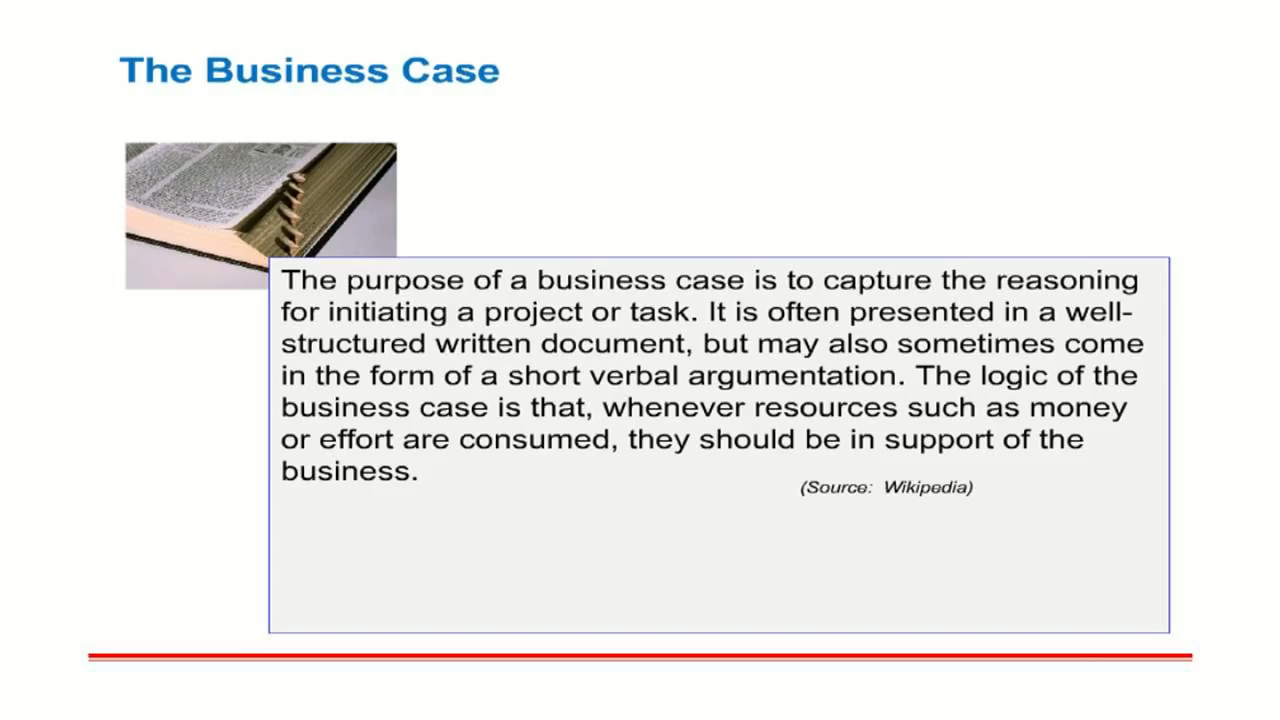 The Business Case
The purpose of a business case is to capture the reasoning
for initiating a project or task. It is often presented in a well-
structured written document, but may also sometimes come
in the form of a short verbal argumentation. The logic of the
business case is that, whenever resources such as money
or effort are consumed, they should be in support of the
business.
(Source: Wikipedia)